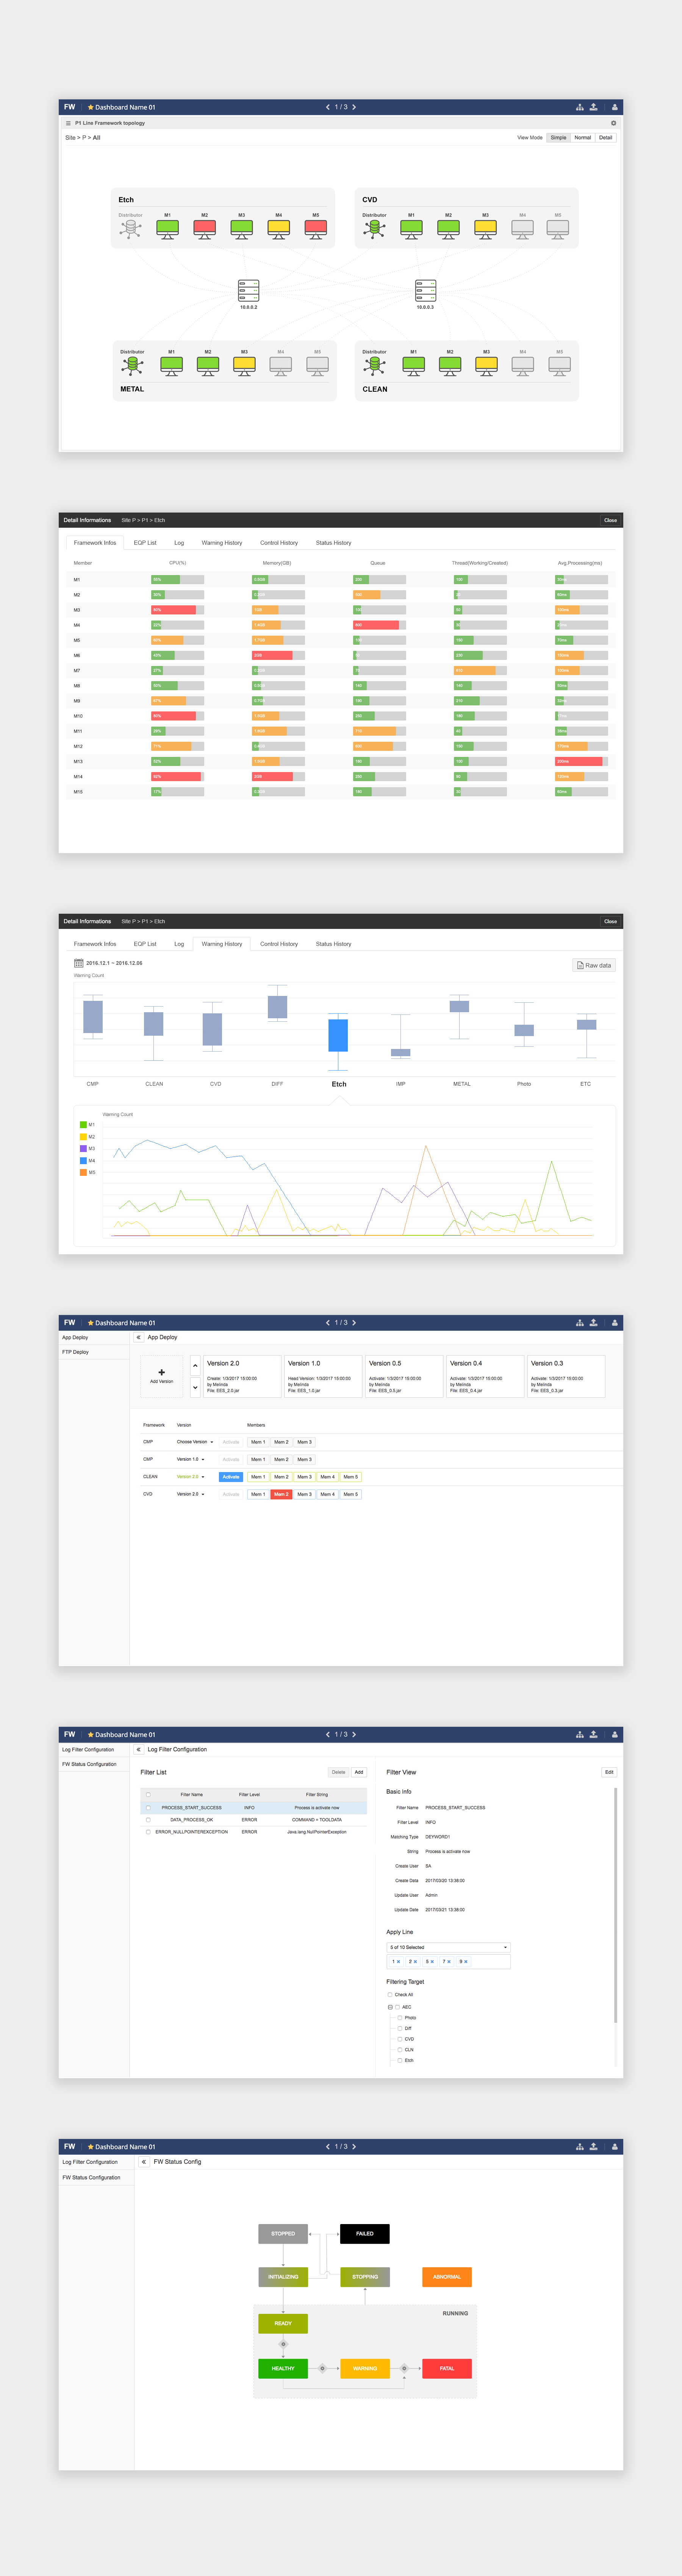 FW ★ Dashboard Name 01 < 1 / 3 >
P1 Line Framework topology
Site > P > All View Mode Simple Normal Detail
Etch
Distributor M1 M2 M3 M4 M5
CVD
Distributor M1 M2 M3 M4 M5
10.0.0.2 10.0.0.3
Distributor M1 M2 M3 M4 M5
METAL
Distributor M1 M2 M3 M4 M5
CLEAN
Detail Informations Site P > P1 > Etch Close
Framework Infos EQP List Log Warning History Control History Status History
Member CPU(%) Memory(GB) Queue Thread(Working/Created) Avg.Processing(ms)
M1
M2
M3
M4
M5
M6
M7
M8
M9
M10
M11
M12
M13
M14
M15
Detail Informations Site P > P1 > Etch Close
Framework Infos EQP List Log Warning History Control History Status History
2016.12.1 ~ 2016.12.06 Raw data
Warning Count
CMP CLEAN CVD DIFF Etch IMP METAL Photo ETC
Warning Count
M1
M2
M3
M4
M5
FW ★ Dashboard Name 01 < 1 / 3 >
App Deploy
FTP Deploy
« App Deploy
+
Add Version
Version 2.0
Create: 1/3/2017 15:00:00
by Melinda
File: EES_2.0.jar
Version 1.0
Head Version: 1/3/2017 15:00:00
by Melinda
File: EES_1.0.jar
Version 0.5
Activate: 1/3/2017 15:00:00
by Melinda
File: EES_0.5.jar
Version 0.4
Activate: 1/3/2017 15:00:00
by Melinda
File: EES_0.4.jar
Version 0.3
Activate: 1/3/2017 15:00:00
by Melinda
File: EES_0.3.jar
Framework Version Members
CMP Choose Version Activate Mem 1 Mem 2 Mem 3
CMP Version 1.0 Activate Mem 1 Mem 2 Mem 3
CLEAN Version 2.0 Activate Mem 1 Mem 2 Mem 3 Mem 4 Mem 5
CVD Version 2.0 Activate Mem 1 Mem 2 Mem 3 Mem 4 Mem 5
FW ★ Dashboard Name 01 < 1 / 3 >
Log Filter Configuration
FW Status Configuration
« Log Filter Configuration
Filter List Delete Add
Filter Name Filter Level Filter String
PROCESS_START_SUCCESS INFO Process is activate now
DATA_PROCESS_OK ERROR COMMAND = TOOLDATA
ERROR_NULLPOINTEREXCEPTION ERROR Java.lang.NullPointerException
Filter View Edit
Basic Info
Filter Name PROCESS_START_SUCCESS
Filter Level INFO
Matching Type DEYWORD1
String Process is activate now
Create User SA
Create Data 2017/03/20 13:38:00
Update User Admin
Update Date 2017/03/21 13:38:00
Apply Line
5 of 10 Selected
1 × 2 × 5 × 7 × 9 ×
Filtering Target
Check All
AEC
Photo
Diff
CVD
CLN
Etch
FW ★ Dashboard Name 01 < 1 / 3 >
Log Filter Configuration
FW Status Configuration
« FW Status Config
STOPPED FAILED
INITIALIZING STOPPING ABNORMAL
RUNNING
READY
HEALTHY WARNING FATAL